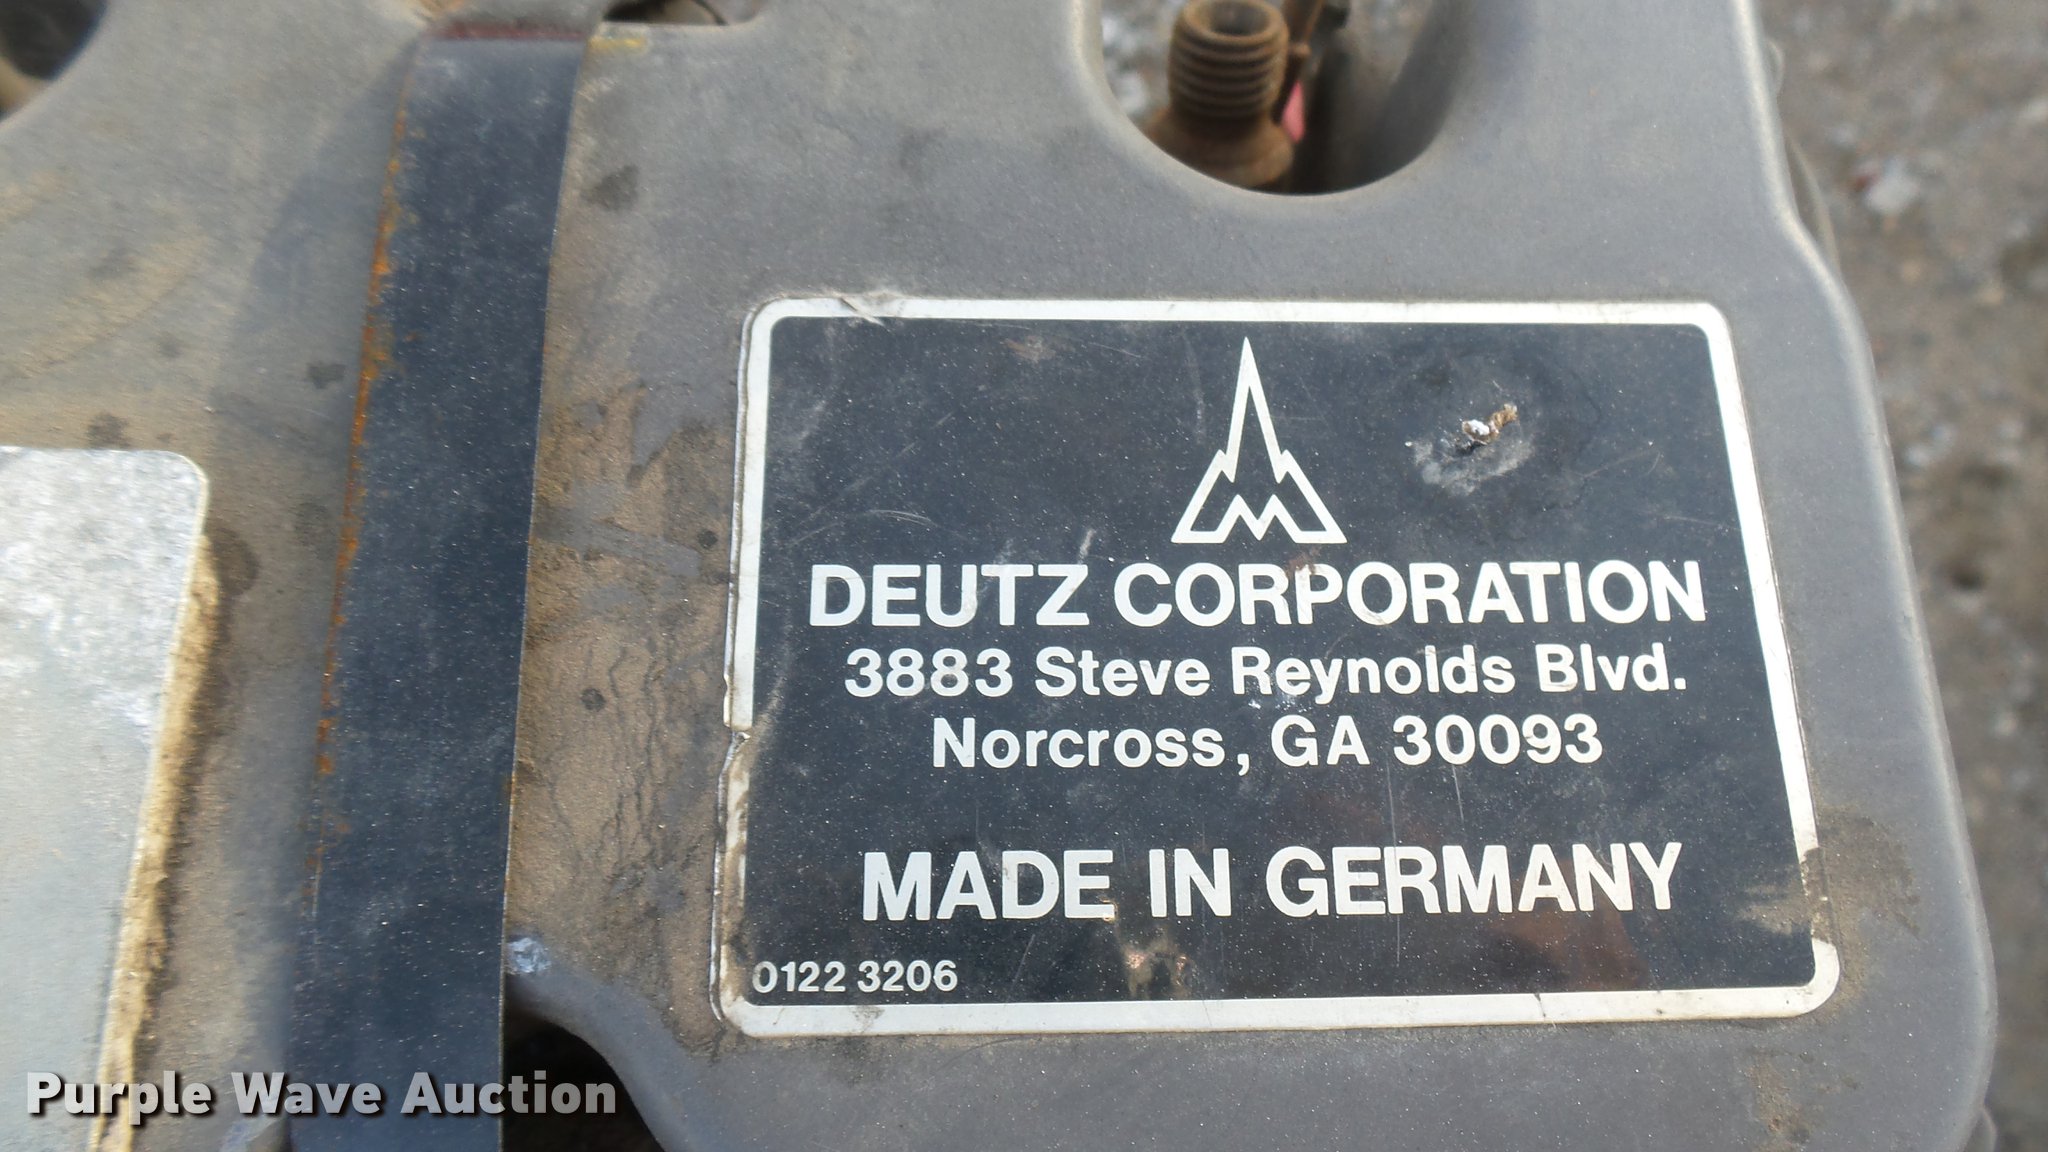 DEUTZ CORPORATION
3883 Steve Reynolds Blvd.
Norcross, GA 30093
MADE IN GERMANY
0122 3206
Purple Wave Auction